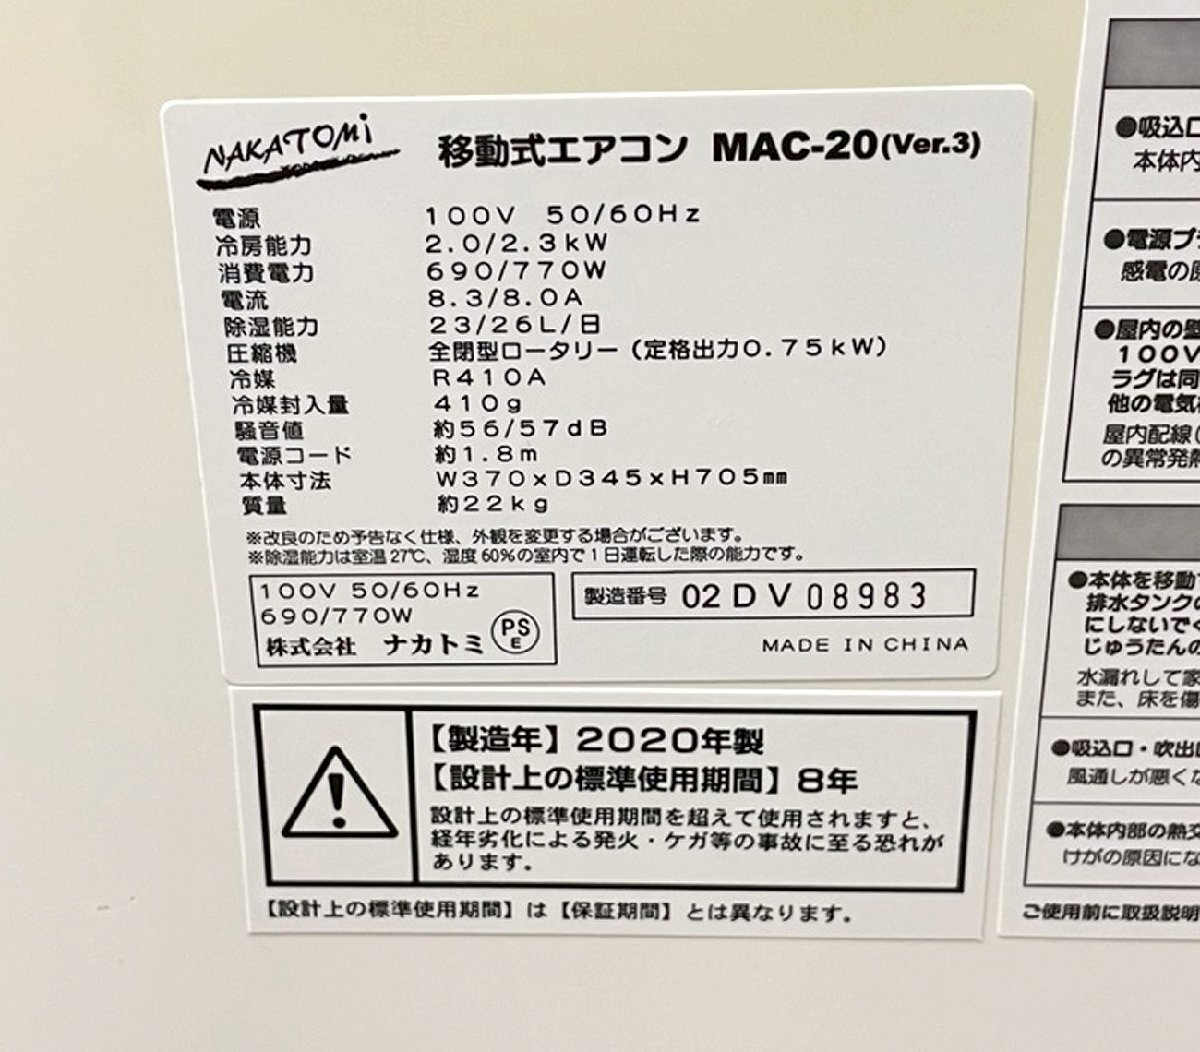 NAKATOMI 移動式エアコン MAC-20(Ver.3)
電源 100V 50/60Hz
冷房能力 2.0/2.3kW
消費電力 690/770W
電流 8.3/8.0A
除湿能力 23/26L/日
圧縮機 全閉型ロータリー（定格出力0.75kW）
冷媒 R410A
冷媒封入量 410g
騒音値 約56/57dB
電源コード 約1.8m
本体寸法 W370xD345xH705mm
質量 約22kg
※改良のため予告なく仕様、外観を変更する場合がございます。
※除湿能力は室温27℃、湿度60%の室内で1日運転した際の能力です。
100V 50/60Hz
690/770W
株式会社 ナカトミ
PS
E
製造番号 02DV08983
MADE IN CHINA
【製造年】2020年製
【設計上の標準使用期間】8年
設計上の標準使用期間を超えて使用されますと、
経年劣化による発火・ケガ等の事故に至る恐れが
あります。
【設計上の標準使用期間】は【保証期間】とは異なります。
●吸込口
本体内
●電源プラ
感電の原
●屋内の壁
100V
ラグは同
他の電気
屋内配線
の異常発熱
●本体を移動
排水タンクの
にしないでく
じゅうたんの
水漏れして家
また、床を傷
●吸込口・吹出口
風通しが悪くな
●本体内部の熱交
けがの原因にな
ご使用前に取扱説明